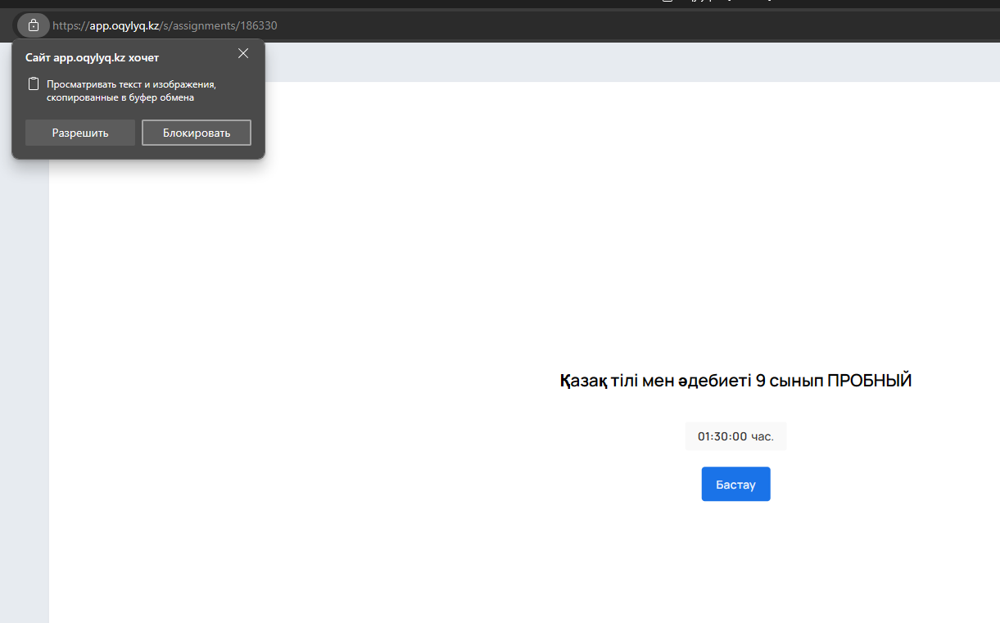 https://app.oqylyq.kz/s/assignments/186330
Сайт app.oqylyq.kz хочет
Просматривать текст и изображения,
скопированные в буфер обмена
Разрешить
Блокировать
Қазақ тілі мен әдебиеті 9 сынып ПРОБНЫЙ
01:30:00 час.
Бастау